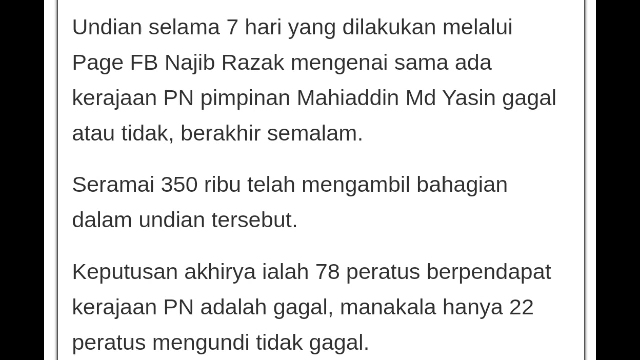 Undian selama 7 hari yang dilakukan melalui
Page FB Najib Razak mengenai sama ada
kerajaan PN pimpinan Mahiaddin Md Yasin gagal
atau tidak, berakhir semalam.
Seramai 350 ribu telah mengambil bahagian
dalam undian tersebut.
Keputusan akhirya ialah 78 peratus berpendapat
kerajaan PN adalah gagal, manakala hanya 22
peratus mengundi tidak gagal.